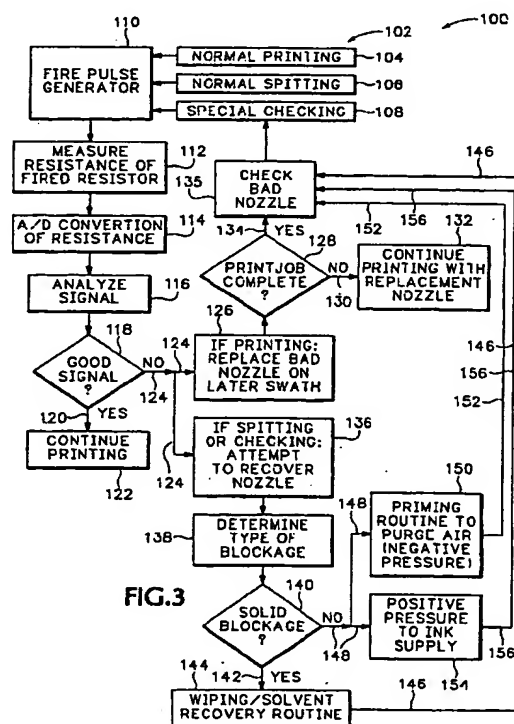 100
102
110
FIRE PULSE
GENERATOR
NORMAL PRINTING
104
NORMAL SPITTING
106
SPECIAL CHECKING
108
MEASURE
RESISTANCE OF
FIRED RESISTOR
112
A/D CONVERTION
OF RESISTANCE
114
ANALYZE
SIGNAL
116
118
GOOD
SIGNAL
?
NO
124
120
YES
CONTINUE
PRINTING
122
135
CHECK
BAD
NOZZLE
146
156
152
134
YES
128
PRINTJOB
COMPLETE
?
NO
130
132
CONTINUE
PRINTING WITH
REPLACEMENT
NOZZLE
126
124
IF PRINTING:
REPLACE BAD
NOZZLE ON
LATER SWATH
124
136
IF SPITTING
OR CHECKING:
ATTEMPT
TO RECOVER
NOZZLE
138
DETERMINE
TYPE OF
BLOCKAGE
140
SOLID
BLOCKAGE
?
NO
148
148
142
YES
144
WIPING/SOLVENT
RECOVERY ROUTINE
146
150
PRIMING
ROUTINE TO
PURGE AIR
(NEGATIVE
PRESSURE)
POSITIVE
PRESSURE
TO INK
SUPPLY
154
156
146
156
152
FIG.3